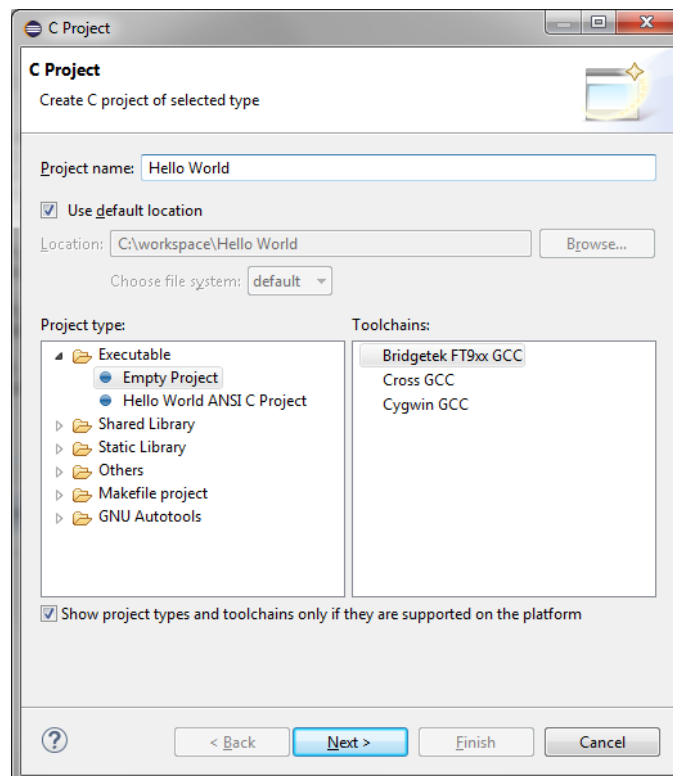 C Project
C Project
Create C project of selected type
Project name: Hello World
Use default location
Location: C:\workspace\Hello World Browse...
Choose file system: default
Project type: Toolchains:
Executable Bridgetek FT9xx GCC
Empty Project Cross GCC
Hello World ANSI C Project Cygwin GCC
Shared Library
Static Library
Others
Makefile project
GNU Autotools
Show project types and toolchains only if they are supported on the platform
? < Back Next > Finish Cancel